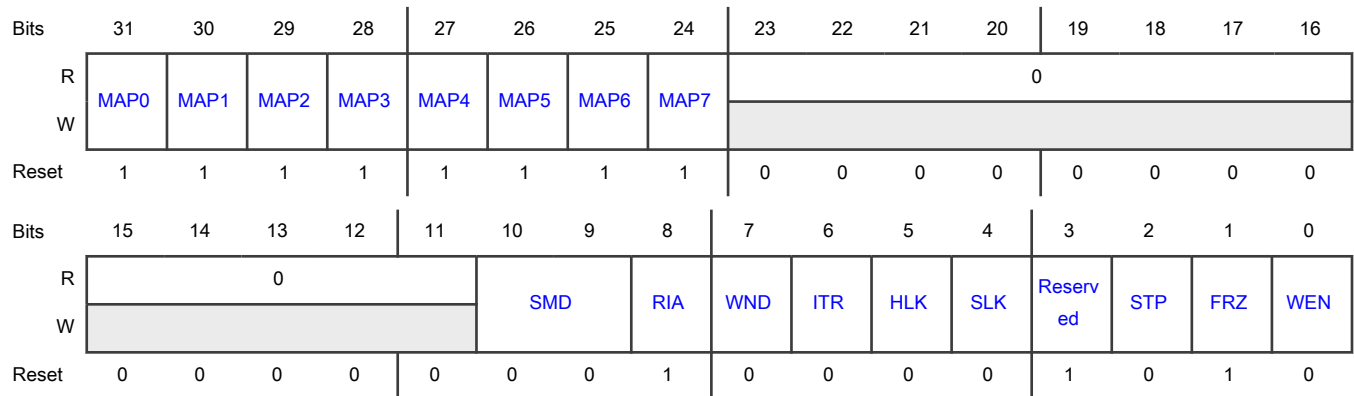 Bits 31 30 29 28 27 26 25 24 23 22 21 20 19 18 17 16
R MAP0 MAP1 MAP2 MAP3 MAP4 MAP5 MAP6 MAP7 0
W
Reset 1 1 1 1 1 1 1 1 0 0 0 0 0 0 0 0
Bits 15 14 13 12 11 10 9 8 7 6 5 4 3 2 1 0
R 0 SMD RIA WND ITR HLK SLK Reserv
ed STP FRZ WEN
W
Reset 0 0 0 0 0 0 0 1 0 0 0 0 1 0 1 0